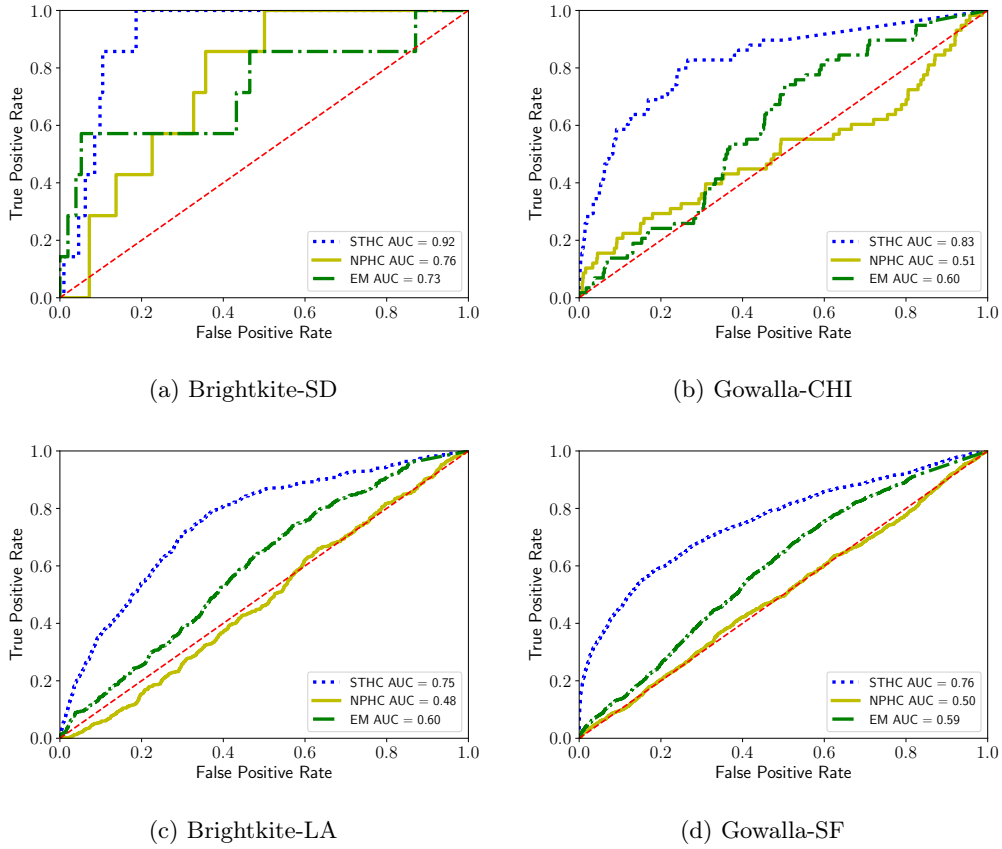 1.0
0.8
0.6
0.4
0.2
0.0
True Positive Rate
STHC AUC = 0.92
NPHC AUC = 0.76
EM AUC = 0.73
0.0 0.2 0.4 0.6 0.8 1.0
False Positive Rate
(a) Brightkite-SD
1.0
0.8
0.6
0.4
0.2
0.0
True Positive Rate
STHC AUC = 0.83
NPHC AUC = 0.51
EM AUC = 0.60
0.0 0.2 0.4 0.6 0.8 1.0
False Positive Rate
(b) Gowalla-CHI
1.0
0.8
0.6
0.4
0.2
0.0
True Positive Rate
STHC AUC = 0.75
NPHC AUC = 0.48
EM AUC = 0.60
0.0 0.2 0.4 0.6 0.8 1.0
False Positive Rate
(c) Brightkite-LA
1.0
0.8
0.6
0.4
0.2
0.0
True Positive Rate
STHC AUC = 0.76
NPHC AUC = 0.50
EM AUC = 0.59
0.0 0.2 0.4 0.6 0.8 1.0
False Positive Rate
(d) Gowalla-SF